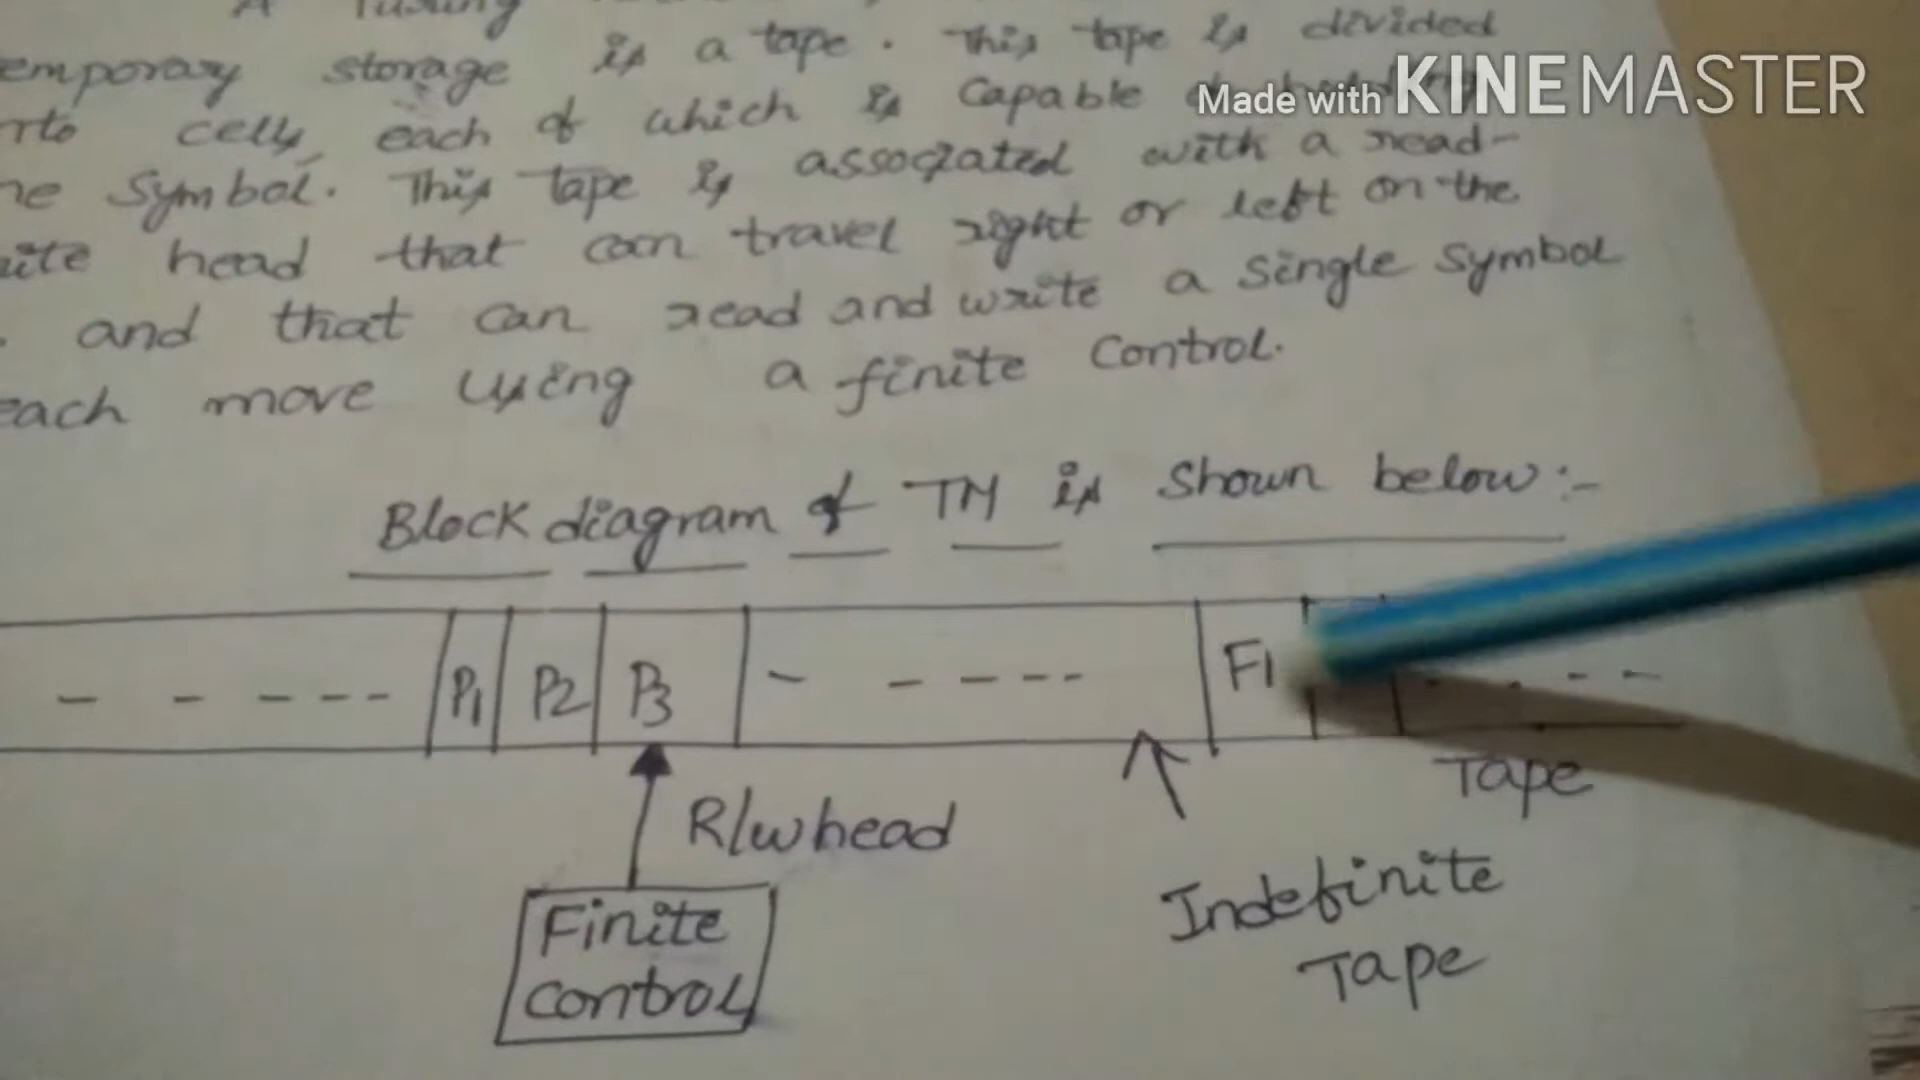 A Turing
emporary storage is a tape. This tape is divided
Made with KINEMASTER
nto cells each of which is capable
ne symbol. This tape is associated with a read-
rite head that can travel right or left on the
. and that can read and write a single symbol
each move using a finite control.
Block diagram of TM is shown below:-
- - - - - - P1 P2 P3 - - - - - - F1 - - - -
Tape
R/w head
Indefinite
Tape
Finite
control